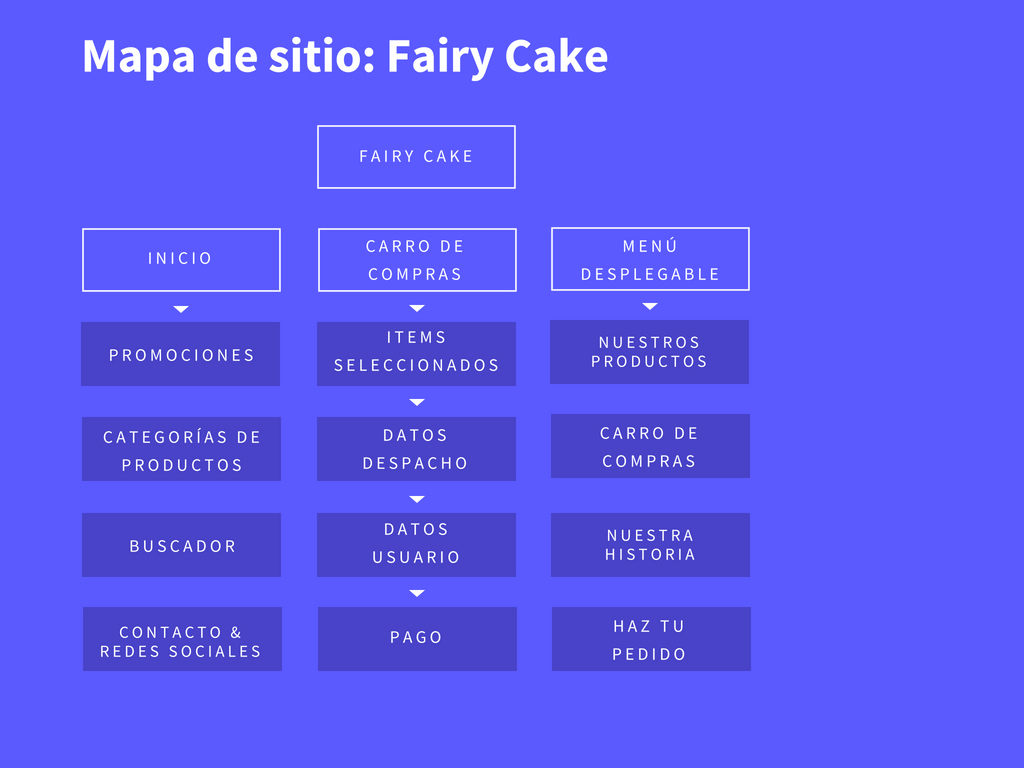 Mapa de sitio: Fairy Cake
FAIRY CAKE
INICIO
PROMOCIONES
CATEGORÍAS DE
PRODUCTOS
BUSCADOR
CONTACTO &
REDES SOCIALES
CARRO DE
COMPRAS
ITEMS
SELECCIONADOS
DATOS
DESPACHO
DATOS
USUARIO
PAGO
MENÚ
DESPLEGABLE
NUESTROS
PRODUCTOS
CARRO DE
COMPRAS
NUESTRA
HISTORIA
HAZ TU
PEDIDO